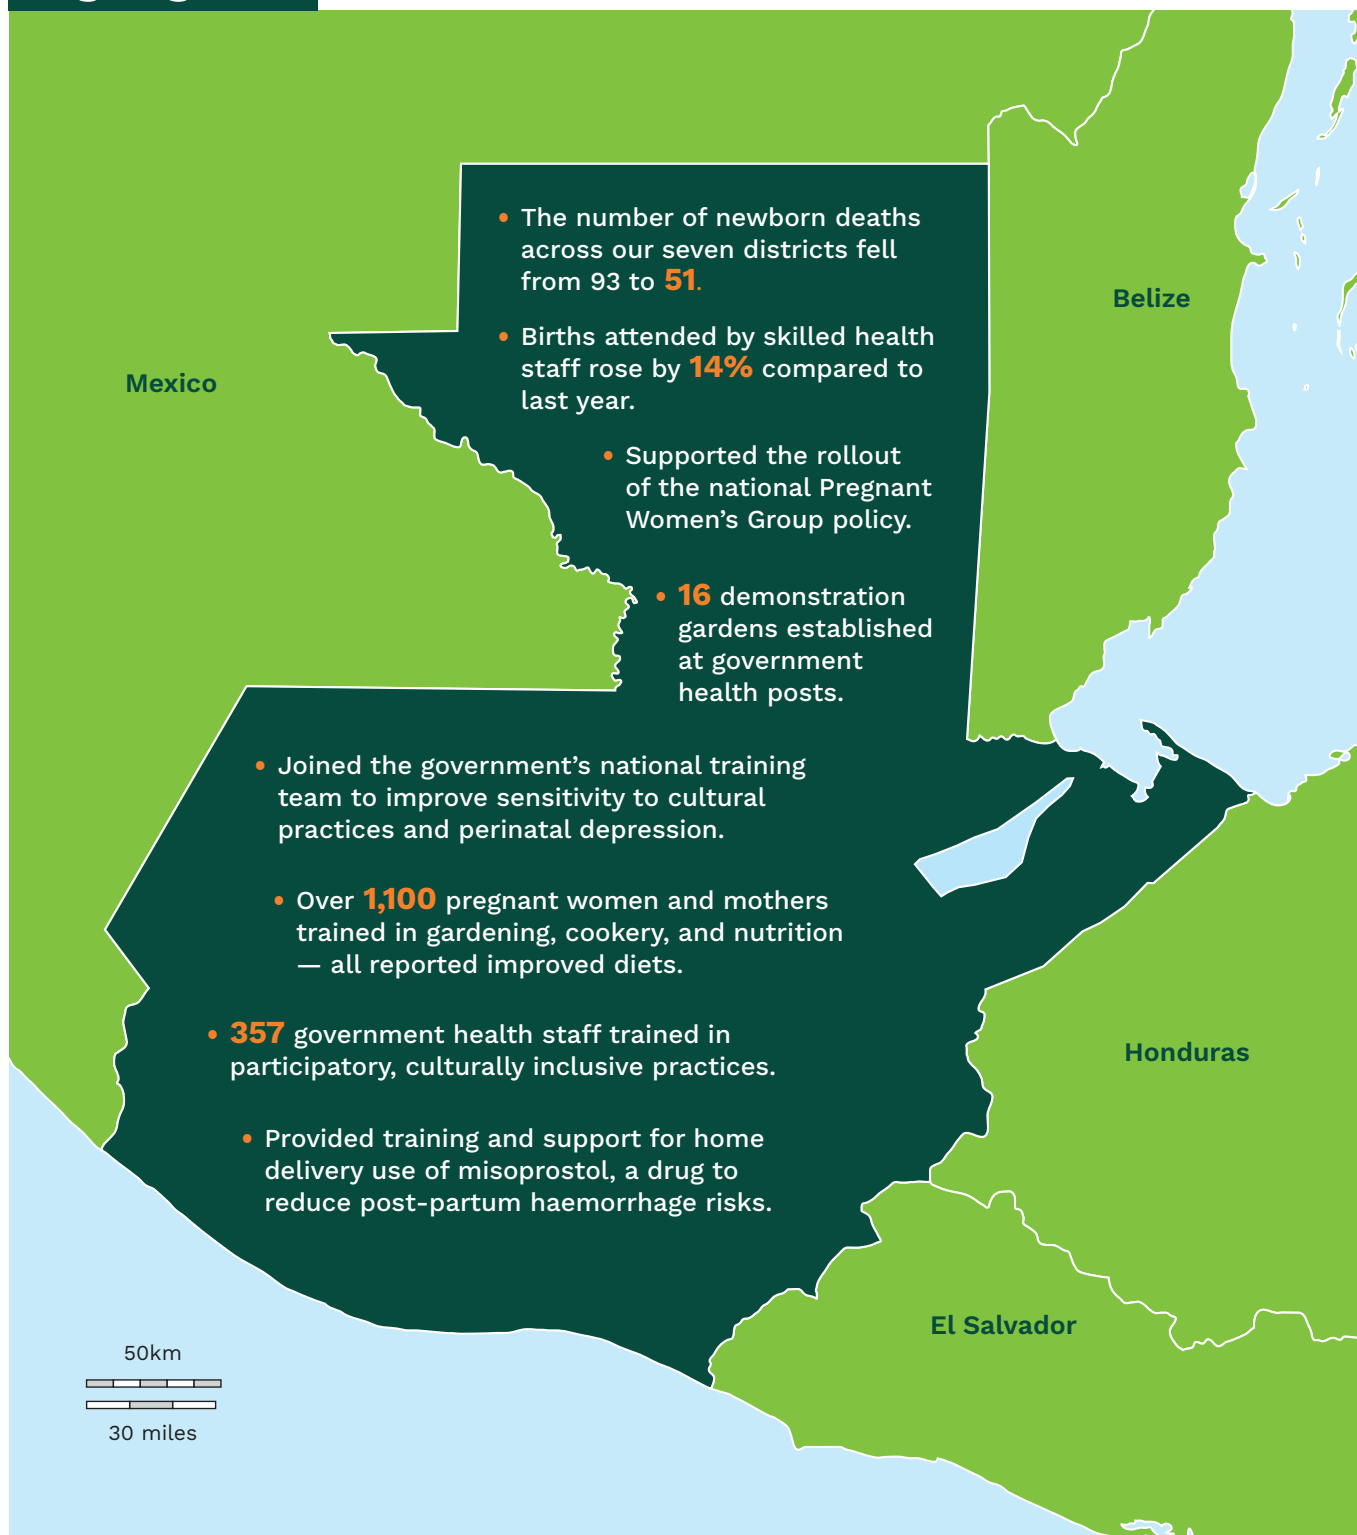 • The number of newborn deaths
across our seven districts fell
from 93 to 51.
• Births attended by skilled health
staff rose by 14% compared to
last year.
• Supported the rollout
of the national Pregnant
Women’s Group policy.
• 16 demonstration
gardens established
at government
health posts.
• Joined the government’s national training
team to improve sensitivity to cultural
practices and perinatal depression.
• Over 1,100 pregnant women and mothers
trained in gardening, cookery, and nutrition
— all reported improved diets.
• 357 government health staff trained in
participatory, culturally inclusive practices.
• Provided training and support for home
delivery use of misoprostol, a drug to
reduce post-partum haemorrhage risks.
Mexico
Belize
Honduras
El Salvador
50km
30 miles